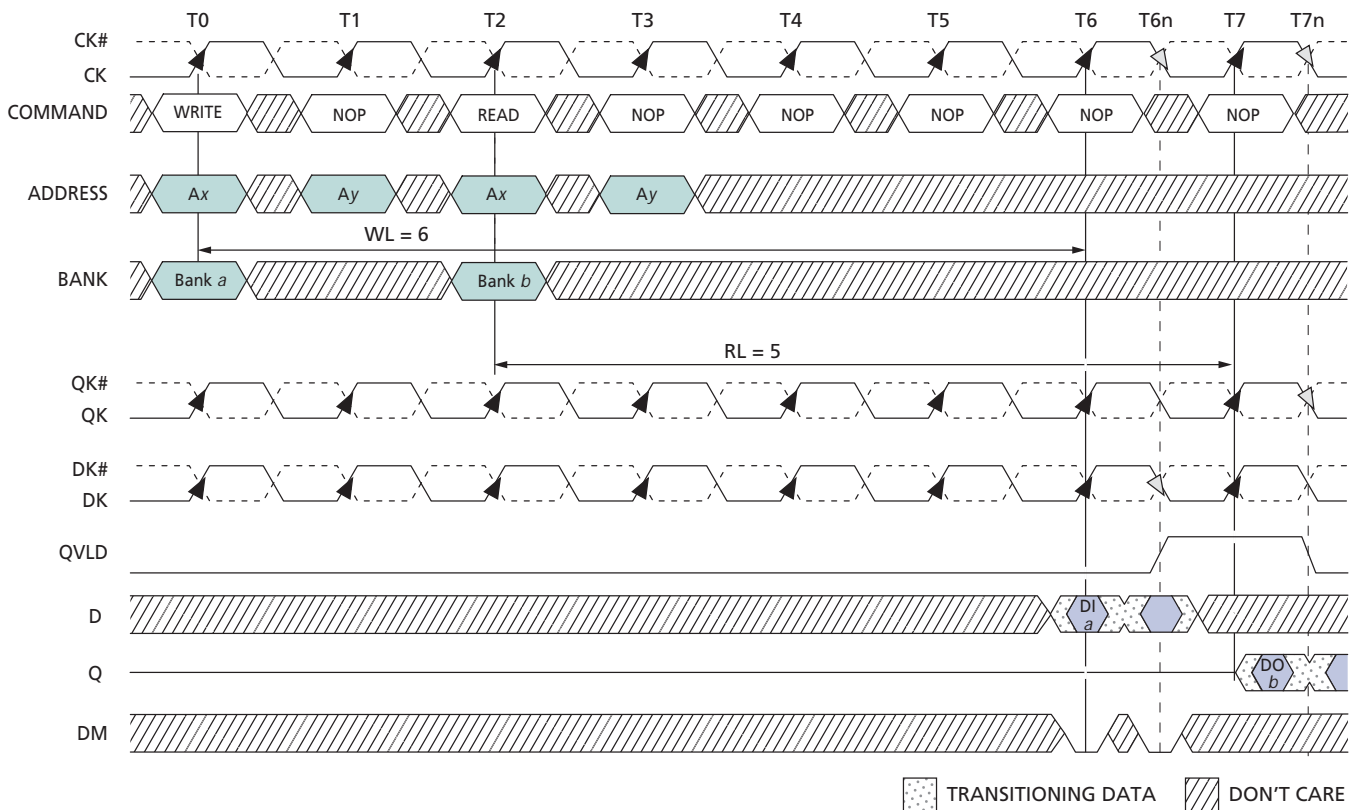 T0 T1 T2 T3 T4 T5 T6 T6n T7 T7n
CK#
CK
COMMAND WRITE NOP READ NOP NOP NOP NOP NOP
ADDRESS Ax Ay Ax Ay
WL = 6
BANK Bank a Bank b
RL = 5
QK#
QK
DK#
DK
QVLD
D DI a
Q DO b
DM
TRANSITIONING DATA DON'T CARE